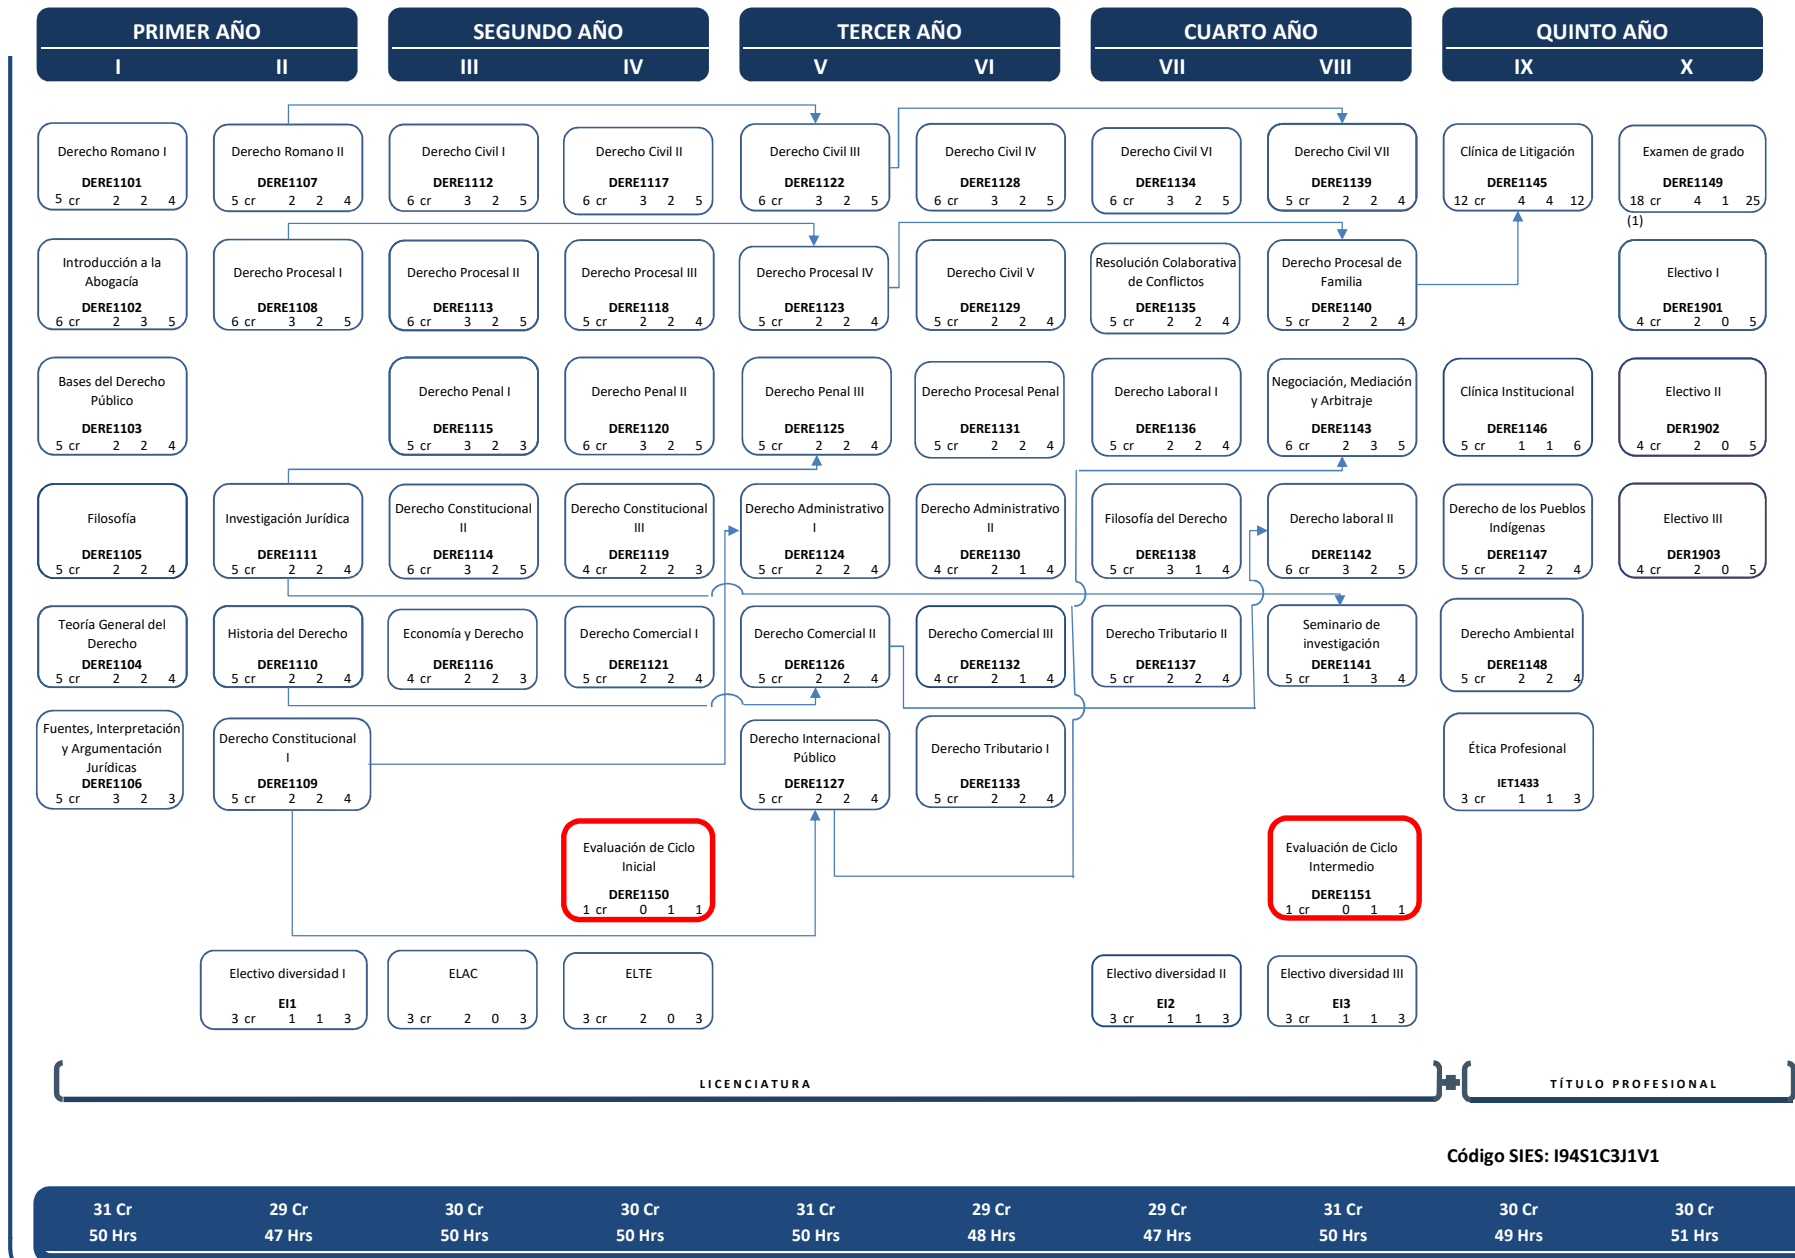 PRIMER AÑO
SEGUNDO AÑO
TERCER AÑO
CUARTO AÑO
QUINTO AÑO
I II III IV V VI VII VIII IX X
Derecho Romano I
DERE1101
5 cr 2 2 4
Derecho Romano II
DERE1107
5 cr 2 2 4
Derecho Civil I
DERE1112
6 cr 3 2 5
Derecho Civil II
DERE1117
6 cr 3 2 5
Derecho Civil III
DERE1122
6 cr 3 2 5
Derecho Civil IV
DERE1128
6 cr 3 2 5
Derecho Civil VI
DERE1134
6 cr 3 2 5
Derecho Civil VII
DERE1139
5 cr 2 2 4
Clínica de Litigación
DERE1145
12 cr 4 4 12
Examen de grado
DERE1149
18 cr 4 1 25
(1)
Introducción a la
Abogacía
DERE1102
6 cr 2 3 5
Derecho Procesal I
DERE1108
6 cr 3 2 5
Derecho Procesal II
DERE1113
6 cr 3 2 5
Derecho Procesal III
DERE1118
5 cr 2 2 4
Derecho Procesal IV
DERE1123
5 cr 2 2 4
Derecho Civil V
DERE1129
5 cr 2 2 4
Resolución Colaborativa
de Conflictos
DERE1135
5 cr 2 2 4
Derecho Procesal de
Familia
DERE1140
5 cr 2 2 4
Electivo I
DERE1901
4 cr 2 0 5
Bases del Derecho
Público
DERE1103
5 cr 2 2 4
Derecho Penal I
DERE1115
5 cr 3 2 3
Derecho Penal II
DERE1120
6 cr 3 2 5
Derecho Penal III
DERE1125
5 cr 2 2 4
Derecho Procesal Penal
DERE1131
5 cr 2 2 4
Derecho Laboral I
DERE1136
5 cr 2 2 4
Negociación, Mediación
y Arbitraje
DERE1143
6 cr 2 3 5
Clínica Institucional
DERE1146
5 cr 1 1 6
Electivo II
DER1902
4 cr 2 0 5
Filosofía
DERE1105
5 cr 2 2 4
Investigación Jurídica
DERE1111
5 cr 2 2 4
Derecho Constitucional
II
DERE1114
6 cr 3 2 5
Derecho Constitucional
III
DERE1119
4 cr 2 2 3
Derecho Administrativo
I
DERE1124
5 cr 2 2 4
Derecho Administrativo
II
DERE1130
4 cr 2 1 4
Filosofía del Derecho
DERE1138
5 cr 3 1 4
Derecho laboral II
DERE1142
6 cr 3 2 5
Derecho de los Pueblos
Indígenas
DERE1147
5 cr 2 2 4
Electivo III
DER1903
4 cr 2 0 5
Teoría General del
Derecho
DERE1104
5 cr 2 2 4
Historia del Derecho
DERE1110
5 cr 2 2 4
Economía y Derecho
DERE1116
4 cr 2 2 3
Derecho Comercial I
DERE1121
5 cr 2 2 4
Derecho Comercial II
DERE1126
5 cr 2 2 4
Derecho Comercial III
DERE1132
4 cr 2 1 4
Derecho Tributario II
DERE1137
5 cr 2 2 4
Seminario de
investigación
DERE1141
5 cr 1 3 4
Derecho Ambiental
DERE1148
5 cr 2 2 4
Fuentes, Interpretación
y Argumentación
Jurídicas
DERE1106
5 cr 3 2 3
Derecho Constitucional
I
DERE1109
5 cr 2 2 4
Derecho Internacional
Público
DERE1127
5 cr 2 2 4
Derecho Tributario I
DERE1133
5 cr 2 2 4
Ética Profesional
IET1433
3 cr 1 1 3
Evaluación de Ciclo
Inicial
DERE1150
1 cr 0 1 1
Evaluación de Ciclo
Intermedio
DERE1151
1 cr 0 1 1
Electivo diversidad I
EI1
3 cr 1 1 3
ELAC
3 cr 2 0 3
ELTE
3 cr 2 0 3
Electivo diversidad II
EI2
3 cr 1 1 3
Electivo diversidad III
EI3
3 cr 1 1 3
LICENCIATURA
TÍTULO PROFESIONAL
Código SIES: I94S1C3J1V1
31 Cr 29 Cr 30 Cr 30 Cr 31 Cr 29 Cr 29 Cr 31 Cr 30 Cr 30 Cr
50 Hrs 47 Hrs 50 Hrs 50 Hrs 50 Hrs 48 Hrs 47 Hrs 50 Hrs 49 Hrs 51 Hrs